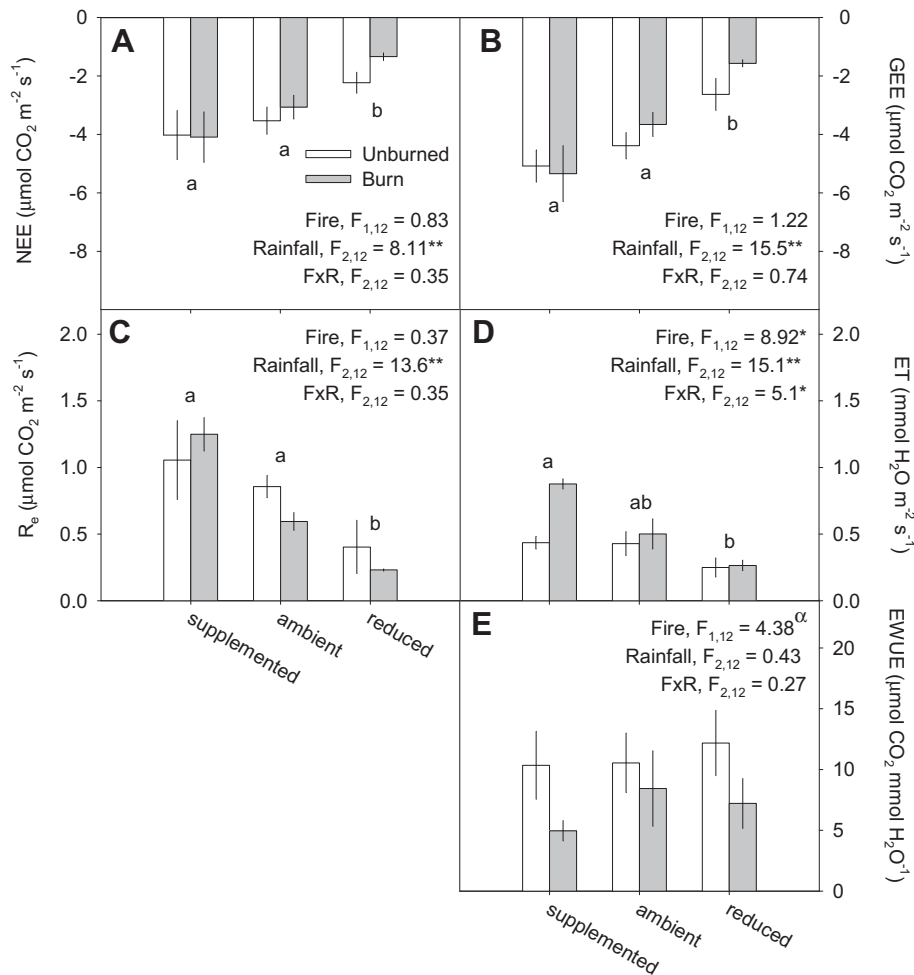 A
B
0
-2
-4
-6
-8
NEE (μmol CO₂ m⁻² s⁻¹)
a
a
b
Unburned
Burn
Fire, F₁,₁₂ = 0.83
Rainfall, F₂,₁₂ = 8.11**
FxR, F₂,₁₂ = 0.35
a
a
b
Fire, F₁,₁₂ = 1.22
Rainfall, F₂,₁₂ = 15.5**
FxR, F₂,₁₂ = 0.74
0
-2
-4
-6
-8
GEE (μmol CO₂ m⁻² s⁻¹)
C
2.0
1.5
1.0
0.5
0.0
Rₑ (μmol CO₂ m⁻² s⁻¹)
Fire, F₁,₁₂ = 0.37
Rainfall, F₂,₁₂ = 13.6**
FxR, F₂,₁₂ = 0.35
a
a
b
supplemented
ambient
reduced
D
Fire, F₁,₁₂ = 8.92*
Rainfall, F₂,₁₂ = 15.1**
FxR, F₂,₁₂ = 5.1*
a
ab
b
2.0
1.5
1.0
0.5
0.0
ET (mmol H₂O m⁻² s⁻¹)
E
Fire, F₁,₁₂ = 4.38^α
Rainfall, F₂,₁₂ = 0.43
FxR, F₂,₁₂ = 0.27
20
15
10
5
0
EWUE (μmol CO₂ mmol H₂O⁻¹)
supplemented
ambient
reduced